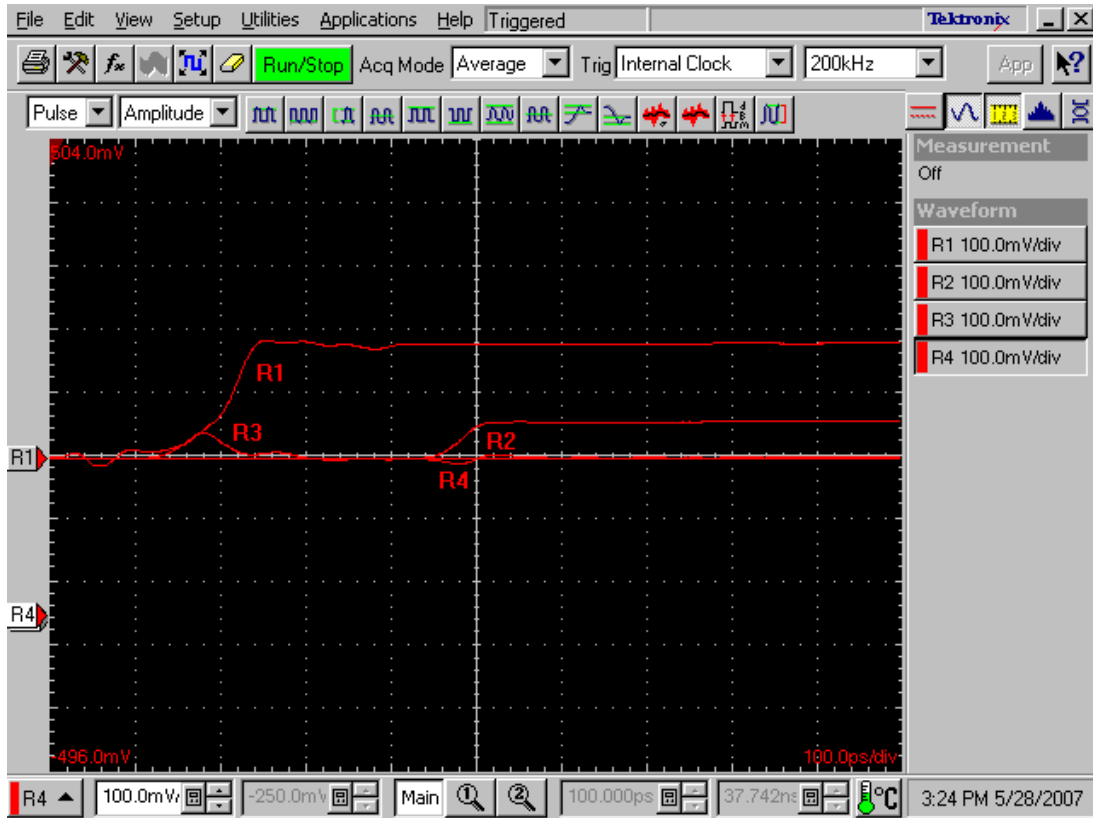 File Edit View Setup Utilities Applications Help Triggered Tektronix
Run/Stop Acq Mode Average Trig Internal Clock 200kHz App
Pulse Amplitude
504.0mV
Measurement
Off
Waveform
R1 100.0mV/div
R2 100.0mV/div
R3 100.0mV/div
R4 100.0mV/div
R1
R3
R1
R2
R4
R4
-496.0mV
100.0ps/div
R4 100.0mV/ -250.0mV Main 1 2 100.000ps 37.742ns °C 3:24 PM 5/28/2007